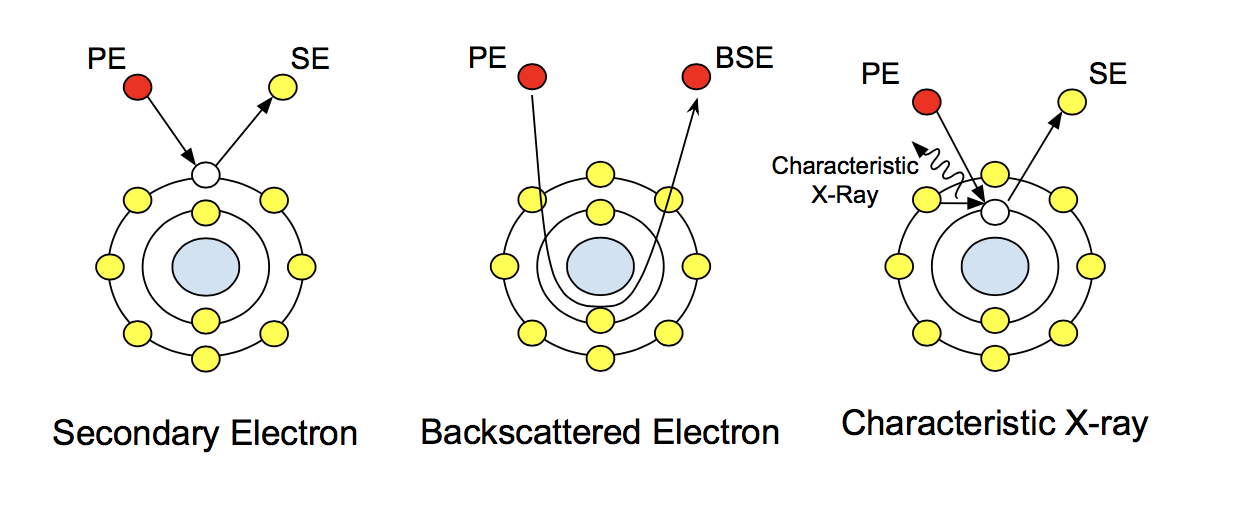 PE
SE
PE
BSE
PE
SE
Characteristic
X-Ray
Secondary Electron
Backscattered Electron
Characteristic X-ray